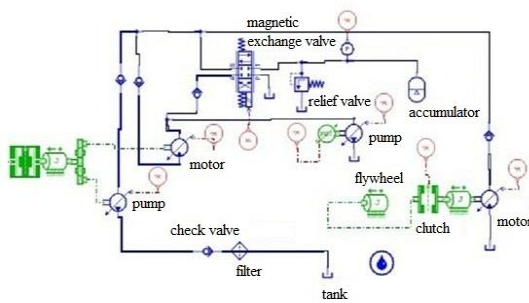 magnetic
exchange valve
relief valve
accumulator
pump
motor
flywheel
pump
clutch
motor
check valve
filter
tank